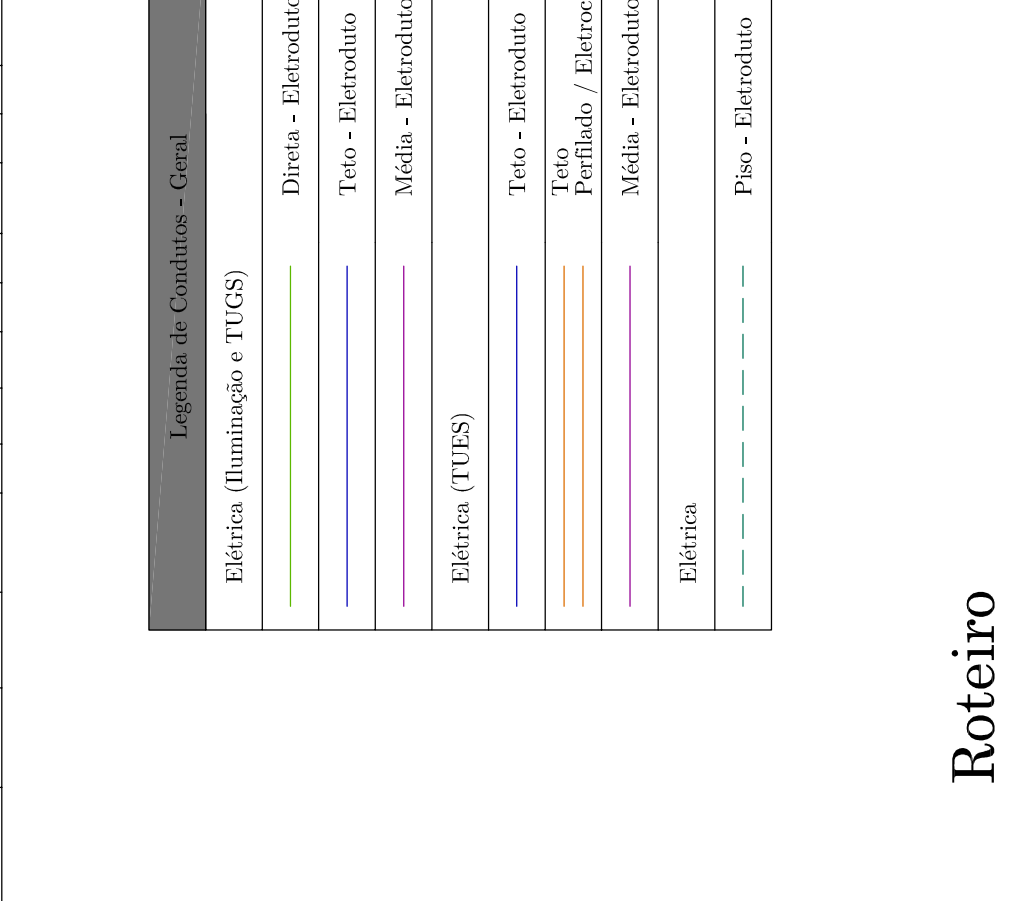 Legenda de Condutos - Geral
Elétrica (Iluminação e TUGS)
Direta - Eletroduto
Teto - Eletroduto
Média - Eletroduto
Elétrica (TUES)
Teto - Eletroduto
Teto
Perfilado / Eletroc
Média - Eletroduto
Elétrica
Piso - Eletroduto
Roteiro